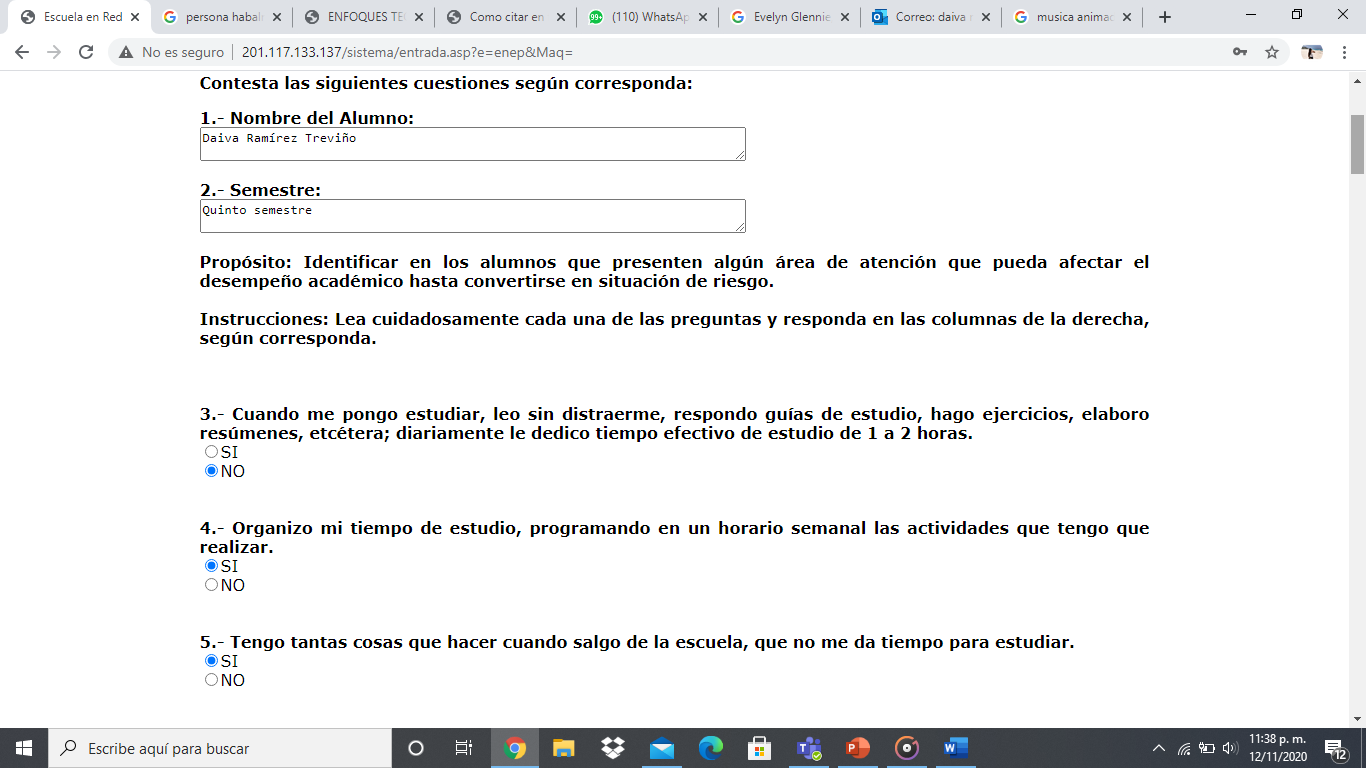 Escuela en Red
persona habal
ENFOQUES TE
Como citar en
(110) WhatsAp
Evelyn Glennie
Correo: daiva r
musica animac
No es seguro
201.117.133.137/sistema/entrada.asp?e=enep&Maq=
Contesta las siguientes cuestiones según corresponda:
1.- Nombre del Alumno:
Daiva Ramírez Treviño
2.- Semestre:
Quinto semestre
Propósito: Identificar en los alumnos que presenten algún área de atención que pueda afectar el
desempeño académico hasta convertirse en situación de riesgo.
Instrucciones: Lea cuidadosamente cada una de las preguntas y responda en las columnas de la derecha,
según corresponda.
3.- Cuando me pongo estudiar, leo sin distraerme, respondo guías de estudio, hago ejercicios, elaboro
resúmenes, etcétera; diariamente le dedico tiempo efectivo de estudio de 1 a 2 horas.
SI
NO
4.- Organizo mi tiempo de estudio, programando en un horario semanal las actividades que tengo que
realizar.
SI
NO
5.- Tengo tantas cosas que hacer cuando salgo de la escuela, que no me da tiempo para estudiar.
SI
NO
Escribe aquí para buscar
11:38 p. m.
12/11/2020
12